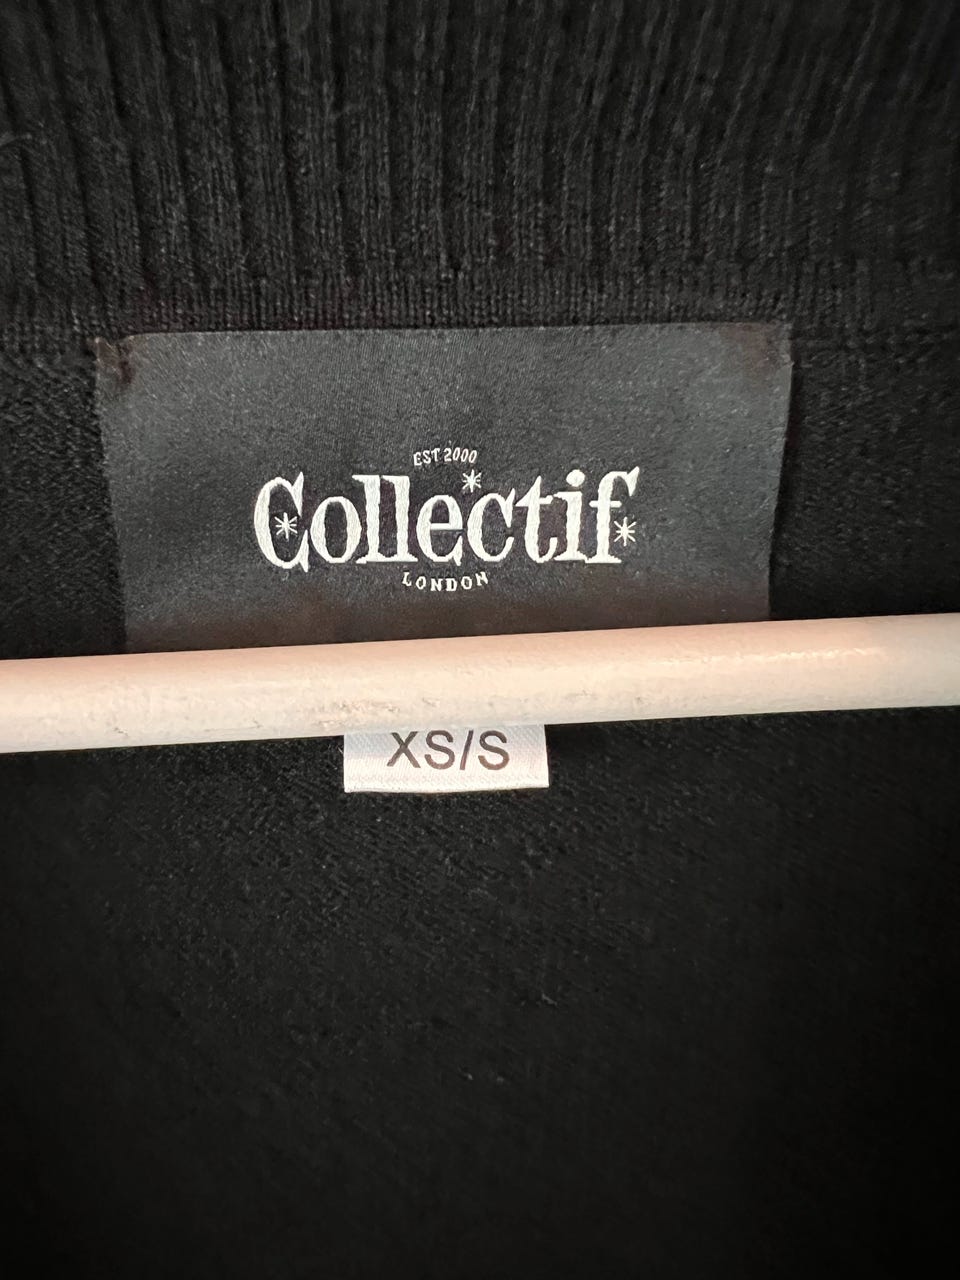 EST 2000
Collectif
LONDON
XS/S